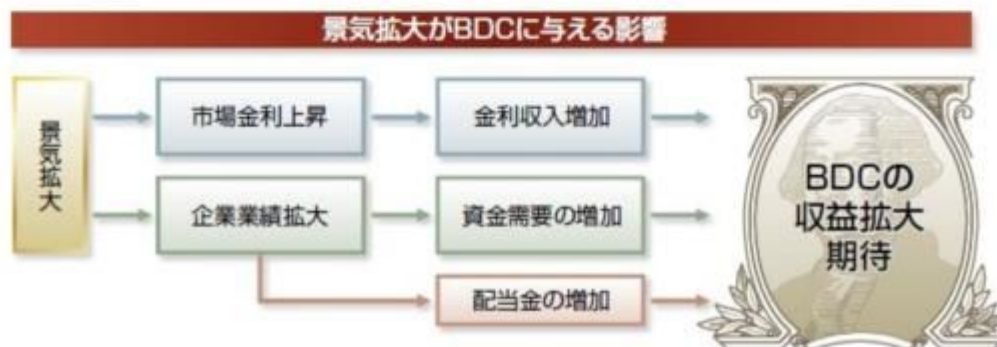 景気拡大がBDCに与える影響
景気拡大
市場金利上昇
金利収入増加
企業業績拡大
資金需要の増加
配当金の増加
BDCの
収益拡大
期待